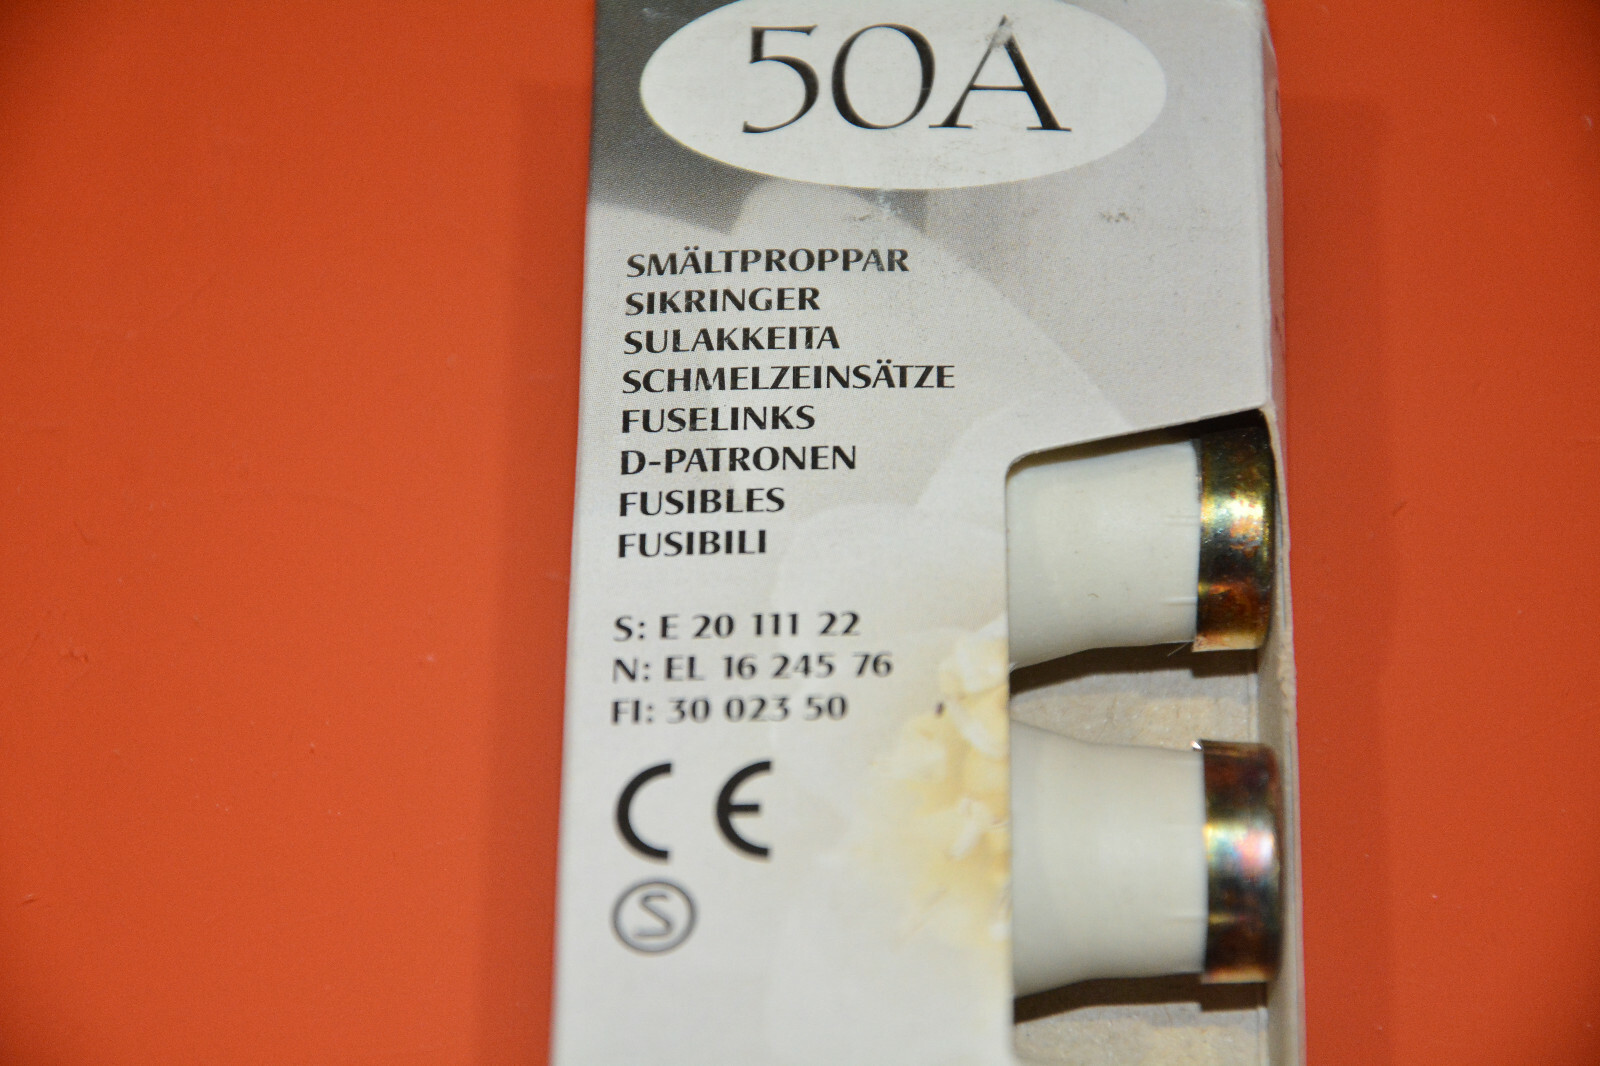 50A
SMÄLTPROPPAR
SIKRINGER
SULAKKEITA
SCHMELZEINSÄTZE
FUSELINKS
D-PATRONEN
FUSIBLES
FUSIBILI
S: E 20 111 22
N: EL 16 245 76
FI: 30 023 50
CE
S